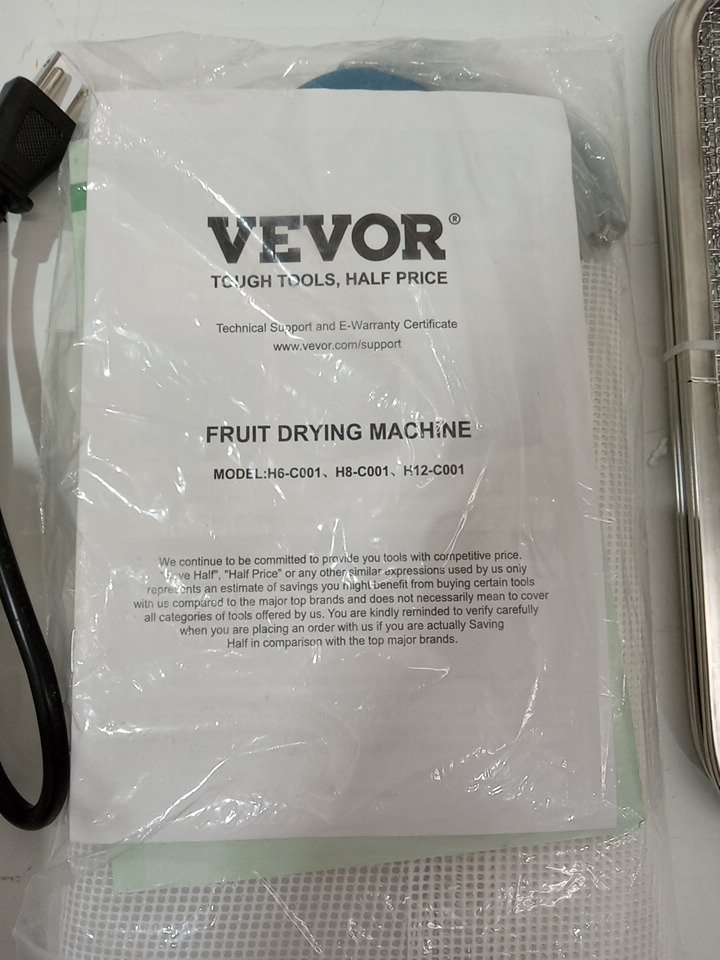 VEVOR®
TOUGH TOOLS, HALF PRICE
Technical Support and E-Warranty Certificate
www.vevor.com/support
FRUIT DRYING MACHINE
MODEL:H6-C001、H8-C001、H12-C001
We continue to be committed to provide you tools with competitive price.
Half", "Half Price" or any other similar expressions used by us only
represents an estimate of savings you might benefit from buying certain tools
with us compared to the major top brands and does not necessarily mean to cover
all categories of tools offered by us. You are kindly reminded to verify carefully
when you are placing an order with us if you are actually Saving
Half in comparison with the top major brands.